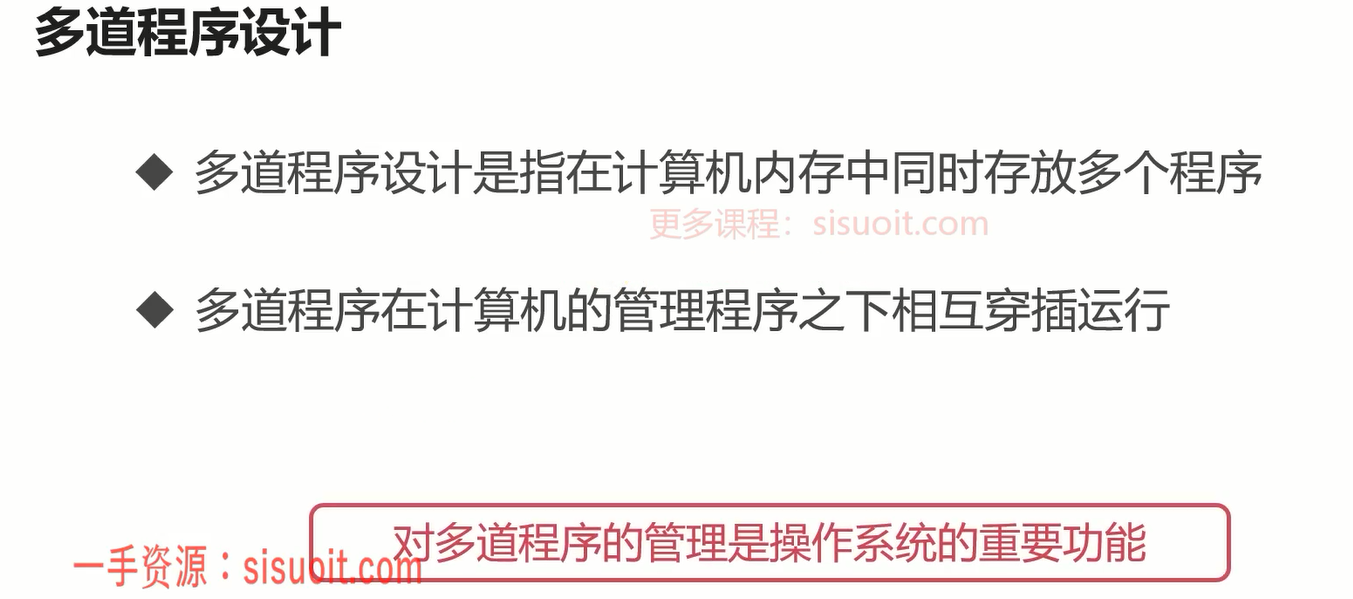 多道程序设计
◆ 多道程序设计是指在计算机内存中同时存放多个程序
更多课程：sisuoit.com
◆ 多道程序在计算机的管理程序之下相互穿插运行
对多道程序的管理是操作系统的重要功能
一手资源：sisuoit.com